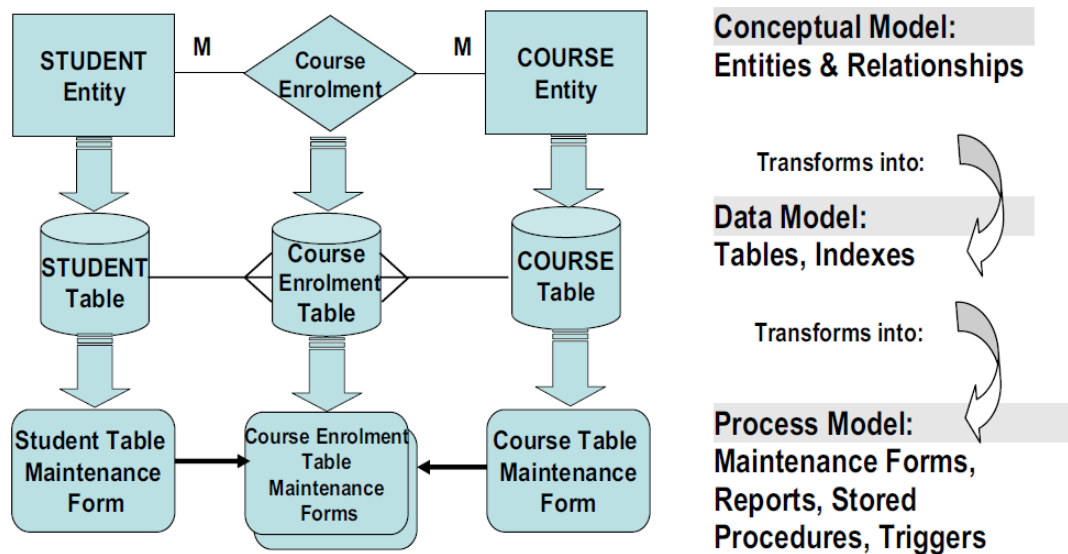 STUDENT
Entity
M
Course
Enrolment
M
COURSE
Entity
Conceptual Model:
Entities & Relationships
Transforms into:
STUDENT
Table
Course
Enrolment
Table
COURSE
Table
Data Model:
Tables, Indexes
Transforms into:
Student Table
Maintenance
Form
Course Enrolment
Table
Maintenance
Forms
Course Table
Maintenance
Form
Process Model:
Maintenance Forms,
Reports, Stored
Procedures, Triggers